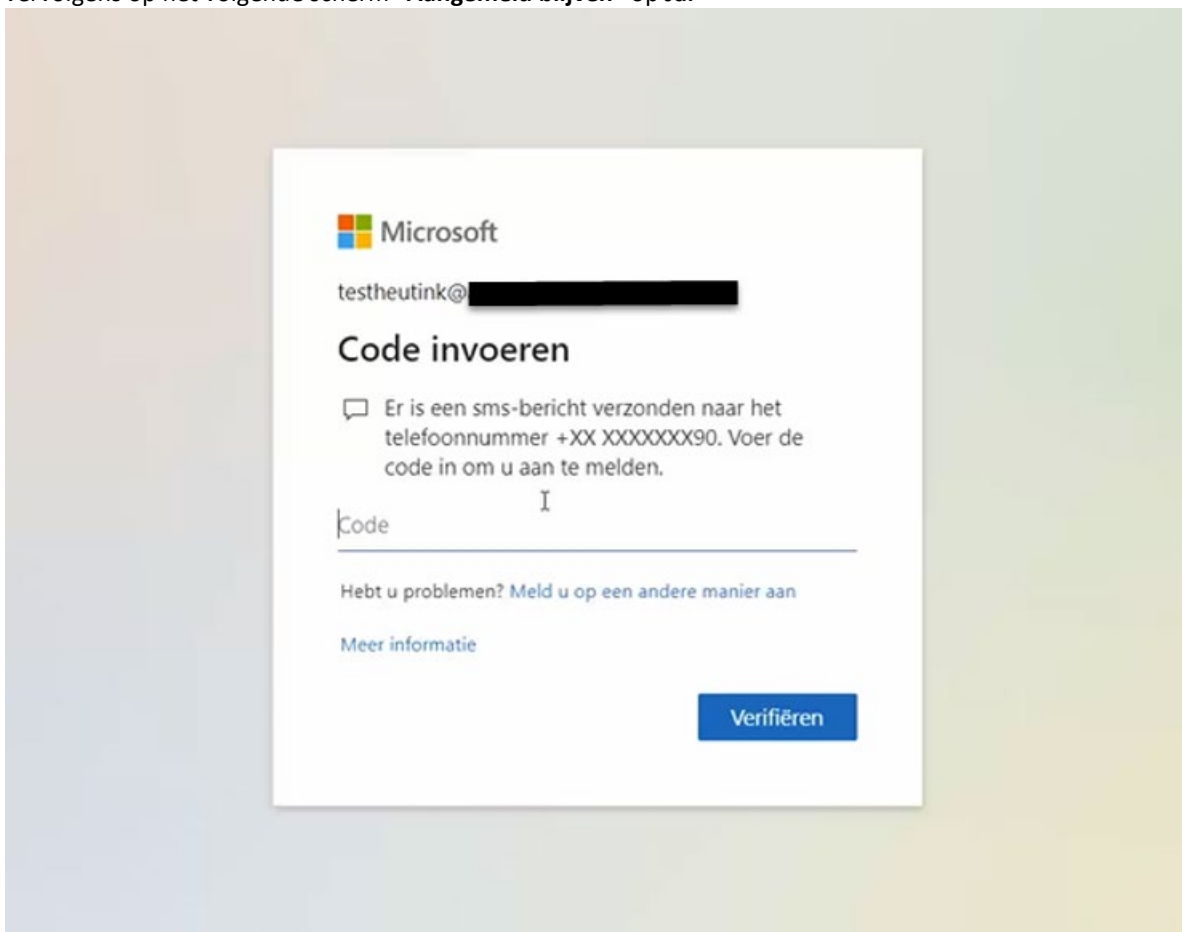 Microsoft
testheutink@
Code invoeren
Er is een sms-bericht verzonden naar het
telefoonnummer +XX XXXXXXX90. Voer de
code in om u aan te melden.
Code
Hebt u problemen? Meld u op een andere manier aan
Meer informatie
Verifiëren